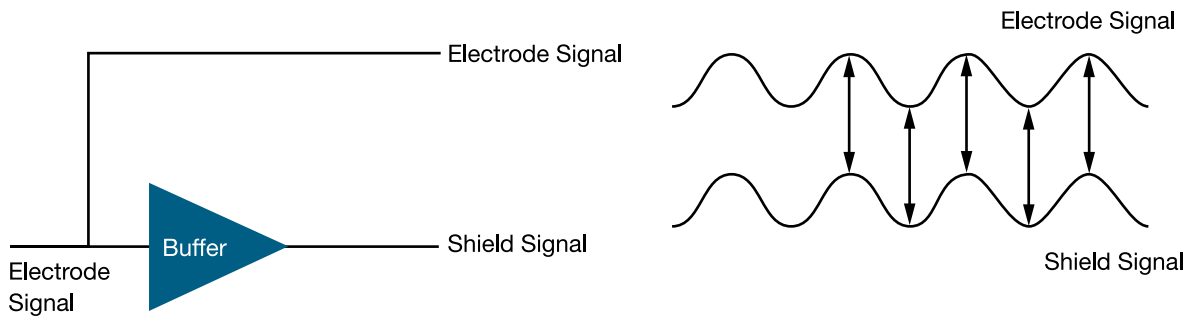 Electrode Signal
Buffer
Shield Signal
Electrode
Signal
Electrode Signal
Shield Signal